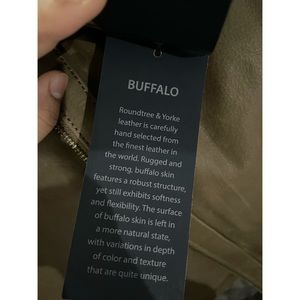 BUFFALO
Roundtree & Yorke
leather is carefully
hand selected from
the finest leather in
the world. Rugged and
strong, buffalo skin
features a robust structure,
yet still exhibits softness
and flexibility. The surface
of buffalo skin is left in
a more natural state,
with variations in depth
of color and texture
that are quite unique.